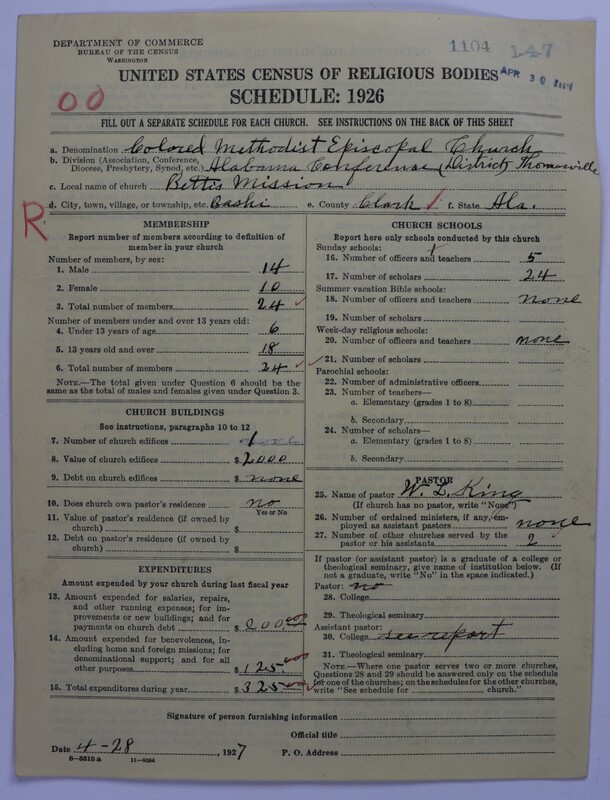 DEPARTMENT OF COMMERCE
BUREAU OF THE CENSUS
WASHINGTON
1104 147
APR 30
UNITED STATES CENSUS OF RELIGIOUS BODIES
SCHEDULE: 1926
00
FILL OUT A SEPARATE SCHEDULE FOR EACH CHURCH. SEE INSTRUCTIONS ON THE BACK OF THIS SHEET
a. Denomination Colored Methodist Episcopal Church
b. Division (Association, Conference, Diocese, Presbytery, Synod, etc.) Alabama Conference (District, Thomasville
c. Local name of church Bettes Mission
d. City, town, village, or township, etc. Bashi e. County Clark f. State Ala.
R.
MEMBERSHIP
Report number of members according to definition of
member in your church
Number of members, by sex:
1. Male 14
2. Female 10
3. Total number of members 24
Number of members under and over 13 years old:
4. Under 13 years of age 6
5. 13 years old and over 18
6. Total number of members 24
NOTE.—The total given under Question 6 should be the
same as the total of males and females given under Question 3.
CHURCH BUILDINGS
See instructions, paragraphs 10 to 12
7. Number of church edifices 1
8. Value of church edifices $ 2000
9. Debt on church edifices $ none
10. Does church own pastor's residence no
Yes or No
11. Value of pastor's residence (if owned by
church) $
12. Debt on pastor's residence (if owned by
church) $
EXPENDITURES
Amount expended by your church during last fiscal year
13. Amount expended for salaries, repairs,
and other running expenses; for im-
provements or new buildings; and for
payments on church debt $ 200.00
14. Amount expended for benevolences, in-
cluding home and foreign missions; for
denominational support; and for all
other purposes $ 125.00
15. Total expenditures during year $ 325.00
CHURCH SCHOOLS
Report here only schools conducted by this church
Sunday schools:
16. Number of officers and teachers 5
17. Number of scholars 24
Summer vacation Bible schools:
18. Number of officers and teachers none
19. Number of scholars
Week-day religious schools:
20. Number of officers and teachers none
21. Number of scholars
Parochial schools:
22. Number of administrative officers
23. Number of teachers—
a. Elementary (grades 1 to 8)
b. Secondary
24. Number of scholars—
a. Elementary (grades 1 to 8)
b. Secondary
PASTOR
25. Name of pastor W. L. King
(If church has no pastor, write "None")
26. Number of ordained ministers, if any, em-
ployed as assistant pastors none
27. Number of other churches served by the
pastor or his assistants 2
If pastor (or assistant pastor) is a graduate of a college or
theological seminary, give name of institution below. (If
not a graduate, write "No" in the space indicated.)
Pastor: no
28. College
29. Theological seminary
Assistant pastor:
30. College see report
31. Theological seminary
NOTE.—Where one pastor serves two or more churches,
Questions 28 and 29 should be answered only on the schedule
for one of the churches; on the schedules for the other churches,
write "See schedule for church."
Signature of person furnishing information
Official title
Date 4-28, 1927 P. O. Address
8—5518 a 11—9064